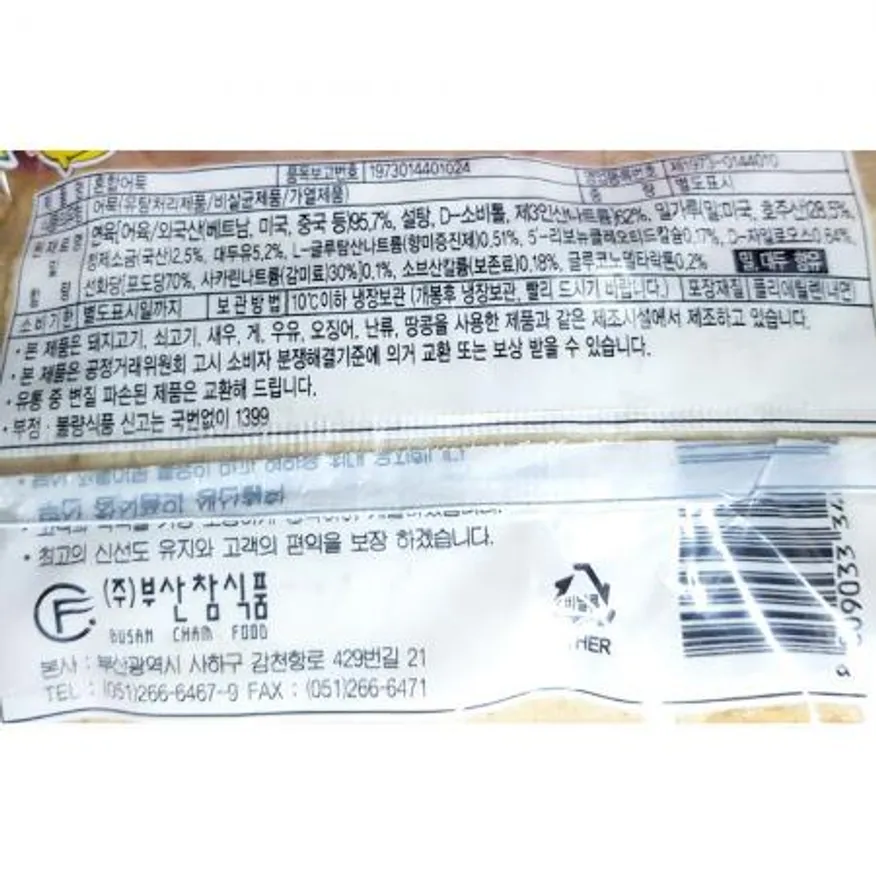 혼합어묵 품목보고번호 1973014401024 제1973-0144010
어묵(유탕처리제품/비살균제품/가열제품) 량 별도표시
연육[어육/외국산(베트남, 미국, 중국 등)95.7%, 설탕, D-소비톨, 제3인산나트륨]62%, 밀가루(밀:미국, 호주산)28.5%,
정제소금(국산)2.5%, 대두유5.2%, L-글루탐산나트륨(향미증진제)0.51%, 5'-리보뉴클레오티드칼슘0.17%, D-자일로오스0.64%,
선화당[포도당70%, 사카린나트륨(감미료)30%]0.1%, 소브산칼륨(보존료)0.18%, 글루코노델타락톤0.2% 밀, 대두 함유
소비기한 별도표시일까지 보관방법 10℃이하 냉장보관 (개봉후 냉장보관, 빨리 드시기 바랍니다.) 포장재질 폴리에틸렌(내면)
• 본 제품은 돼지고기, 쇠고기, 새우, 게, 우유, 오징어, 난류, 땅콩을 사용한 제품과 같은 제조시설에서 제조하고 있습니다.
• 본 제품은 공정거래위원회 고시 소비자 분쟁해결기준에 의거 교환 또는 보상 받을 수 있습니다.
• 유통 중 변질 파손된 제품은 교환해 드립니다.
• 부정·불량식품 신고는 국번없이 1399
• 최고의 신선도 유지와 고객의 편익을 보장 하겠습니다.
CF (주)부산참식품
BUSAN CHAM FOOD
비닐류
HER
본사 : 부산광역시 사하구 감천항로 429번길 21
TEL : (051)266-6467~9 FAX : (051)266-6471